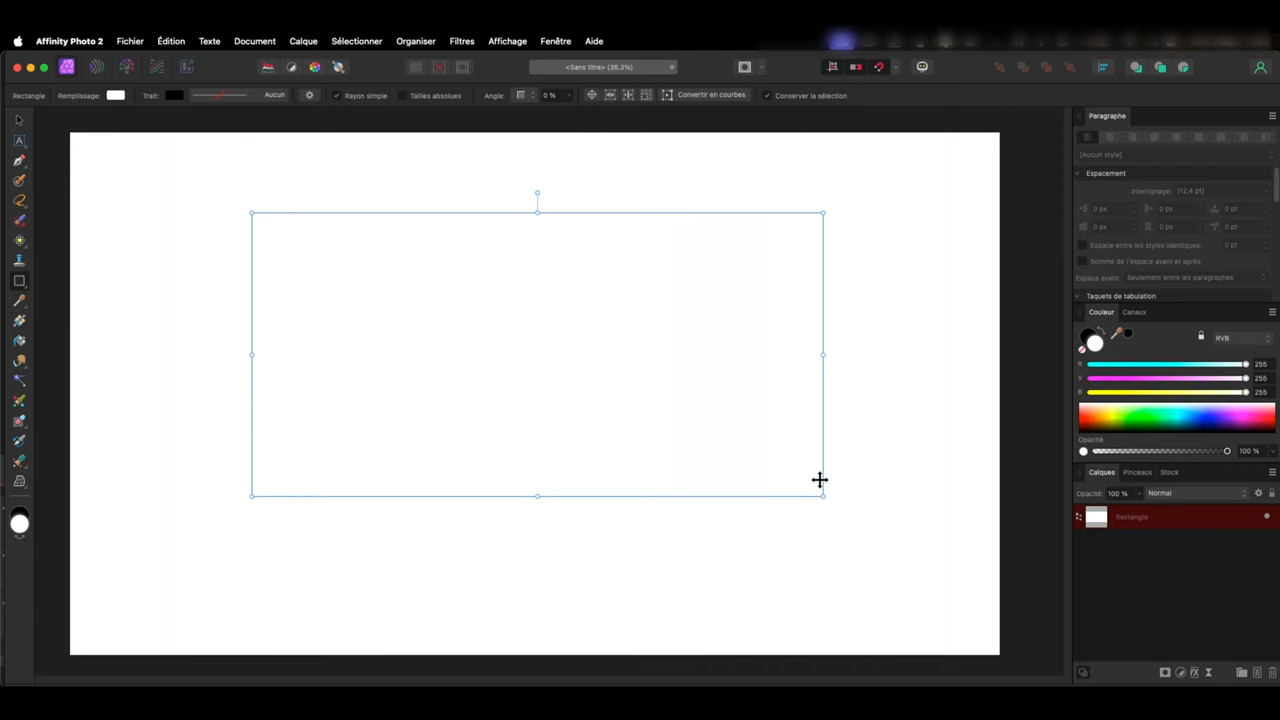 Affinity Photo 2 Fichier Édition Texte Document Calque Sélectionner Organiser Filtres Affichage Fenêtre Aide
<Sans titre> (36.3%)
Rectangle Remplissage: Trait: Aucun Rayon simple Tailles absolues Angle: 0 % Convertir en courbes Conserver la sélection
Paragraphe
[Aucun style]
Espacement
Interlignage: [12,4 pt]
0 px 0 px 0 pt
0 px 0 px 0 pt
Espace entre les styles identiques: 0 pt
Somme de l'espace avant et après
Espace avant: Seulement entre les paragraphes
Taquets de tabulation
Couleur Canaux
RVB
R 255
V 255
B 255
Opacité
100 %
Calques Pinceaux Stock
Opacité: 100 % Normal
Rectangle